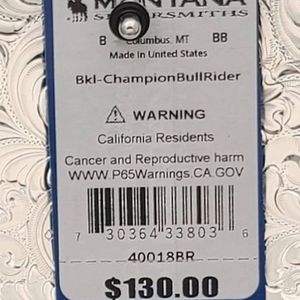 MONTANA
SILVERSMITHS
B Columbus, MT BB
Made In United States
Bkl-ChampionBullRider
⚠ WARNING
California Residents
Cancer and Reproductive harm
WWW.P65Warnings.CA.GOV
7 30364 33803 6
40018BR
$130.00